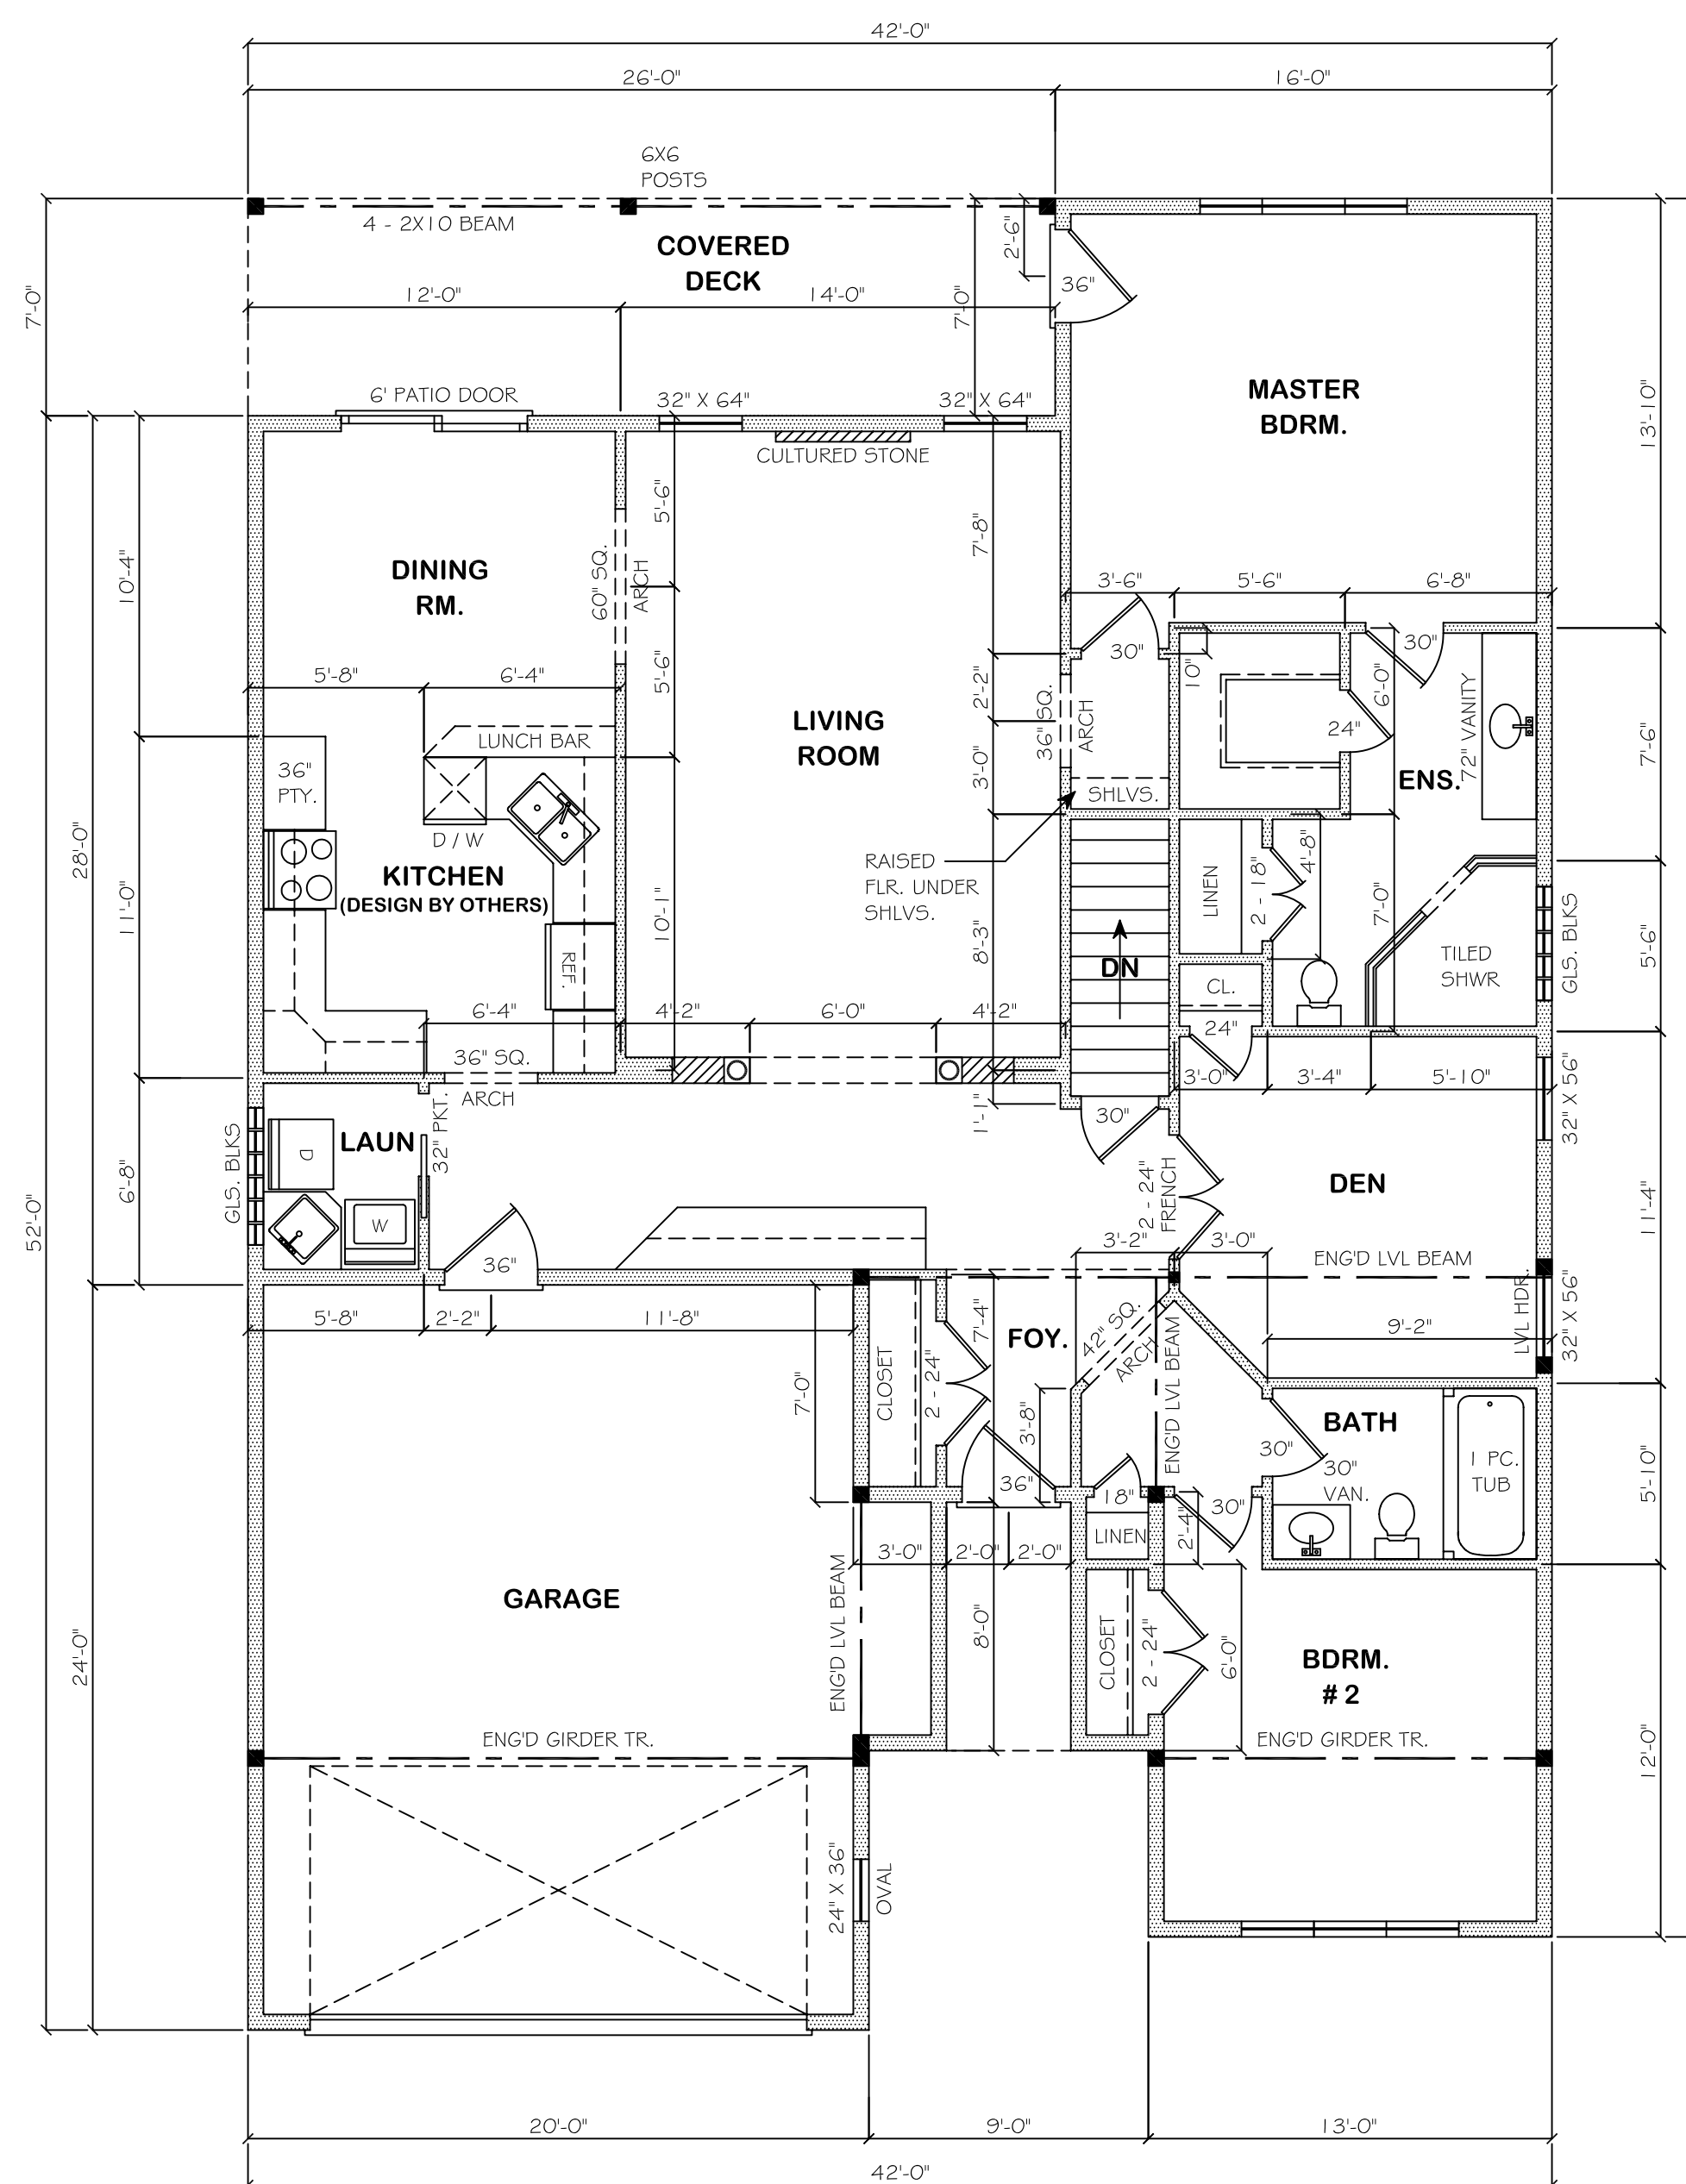 42'-0"
26'-0"
16'-0"
6X6
POSTS
4 - 2X10 BEAM
COVERED
DECK
2'-6"
36"
7'-0"
12'-0"
14'-0"
7'-0"
6' PATIO DOOR
32" X 64"
32" X 64"
CULTURED STONE
MASTER
BDRM.
13'-10"
5'-6"
7'-8"
10'-4"
DINING
RM.
60" SQ.
ARCH
3'-6"
5'-6"
6'-8"
30"
10"
30"
5'-8"
6'-4"
5'-6"
2'-2"
36" SQ.
ARCH
6'-0"
24"
72" VANITY
7'-6"
LIVING
ROOM
LUNCH BAR
36"
PTY.
3'-0"
SHLVS.
ENS.
D / W
28'-0"
KITCHEN
(DESIGN BY OTHERS)
11'-0"
RAISED
FLR. UNDER
SHLVS.
LINEN
2 - 18"
4'-8"
7'-0"
10'-1"
8'-3"
DN
REF.
TILED
SHWR
GLS. BLKS
5'-6"
CL.
24"
6'-4"
4'-2"
6'-0"
4'-2"
36" SQ.
ARCH
3'-0"
3'-4"
5'-10"
1'-1"
30"
32" X 56"
GLS. BLKS
D
LAUN
32" PKT.
W
6'-8"
52'-0"
2 - 24"
FRENCH
DEN
11'-4"
36"
3'-2"
3'-0"
ENG'D LVL BEAM
LVL HDR.
32" X 56"
5'-8"
2'-2"
11'-8"
7'-4"
FOY.
42" SQ.
ARCH
ENG'D LVL BEAM
9'-2"
7'-0"
CLOSET
2 - 24"
3'-8"
BATH
30"
30"
VAN.
1 PC.
TUB
5'-10"
36"
18"
30"
LINEN
2'-4"
3'-0"
2'-0"
2'-0"
ENG'D LVL BEAM
GARAGE
24'-0"
8'-0"
CLOSET
2 - 24"
6'-0"
BDRM.
# 2
ENG'D GIRDER TR.
ENG'D GIRDER TR.
12'-0"
24" X 36"
OVAL
20'-0"
9'-0"
13'-0"
42'-0"